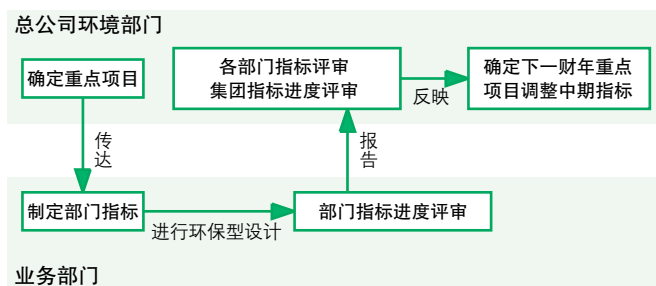 总公司环境部门
确定重点项目
各部门指标评审
集团指标进度评审
反映
确定下一财年重点
项目调整中期指标
传达
报告
制定部门指标
进行环保型设计
部门指标进度评审
业务部门